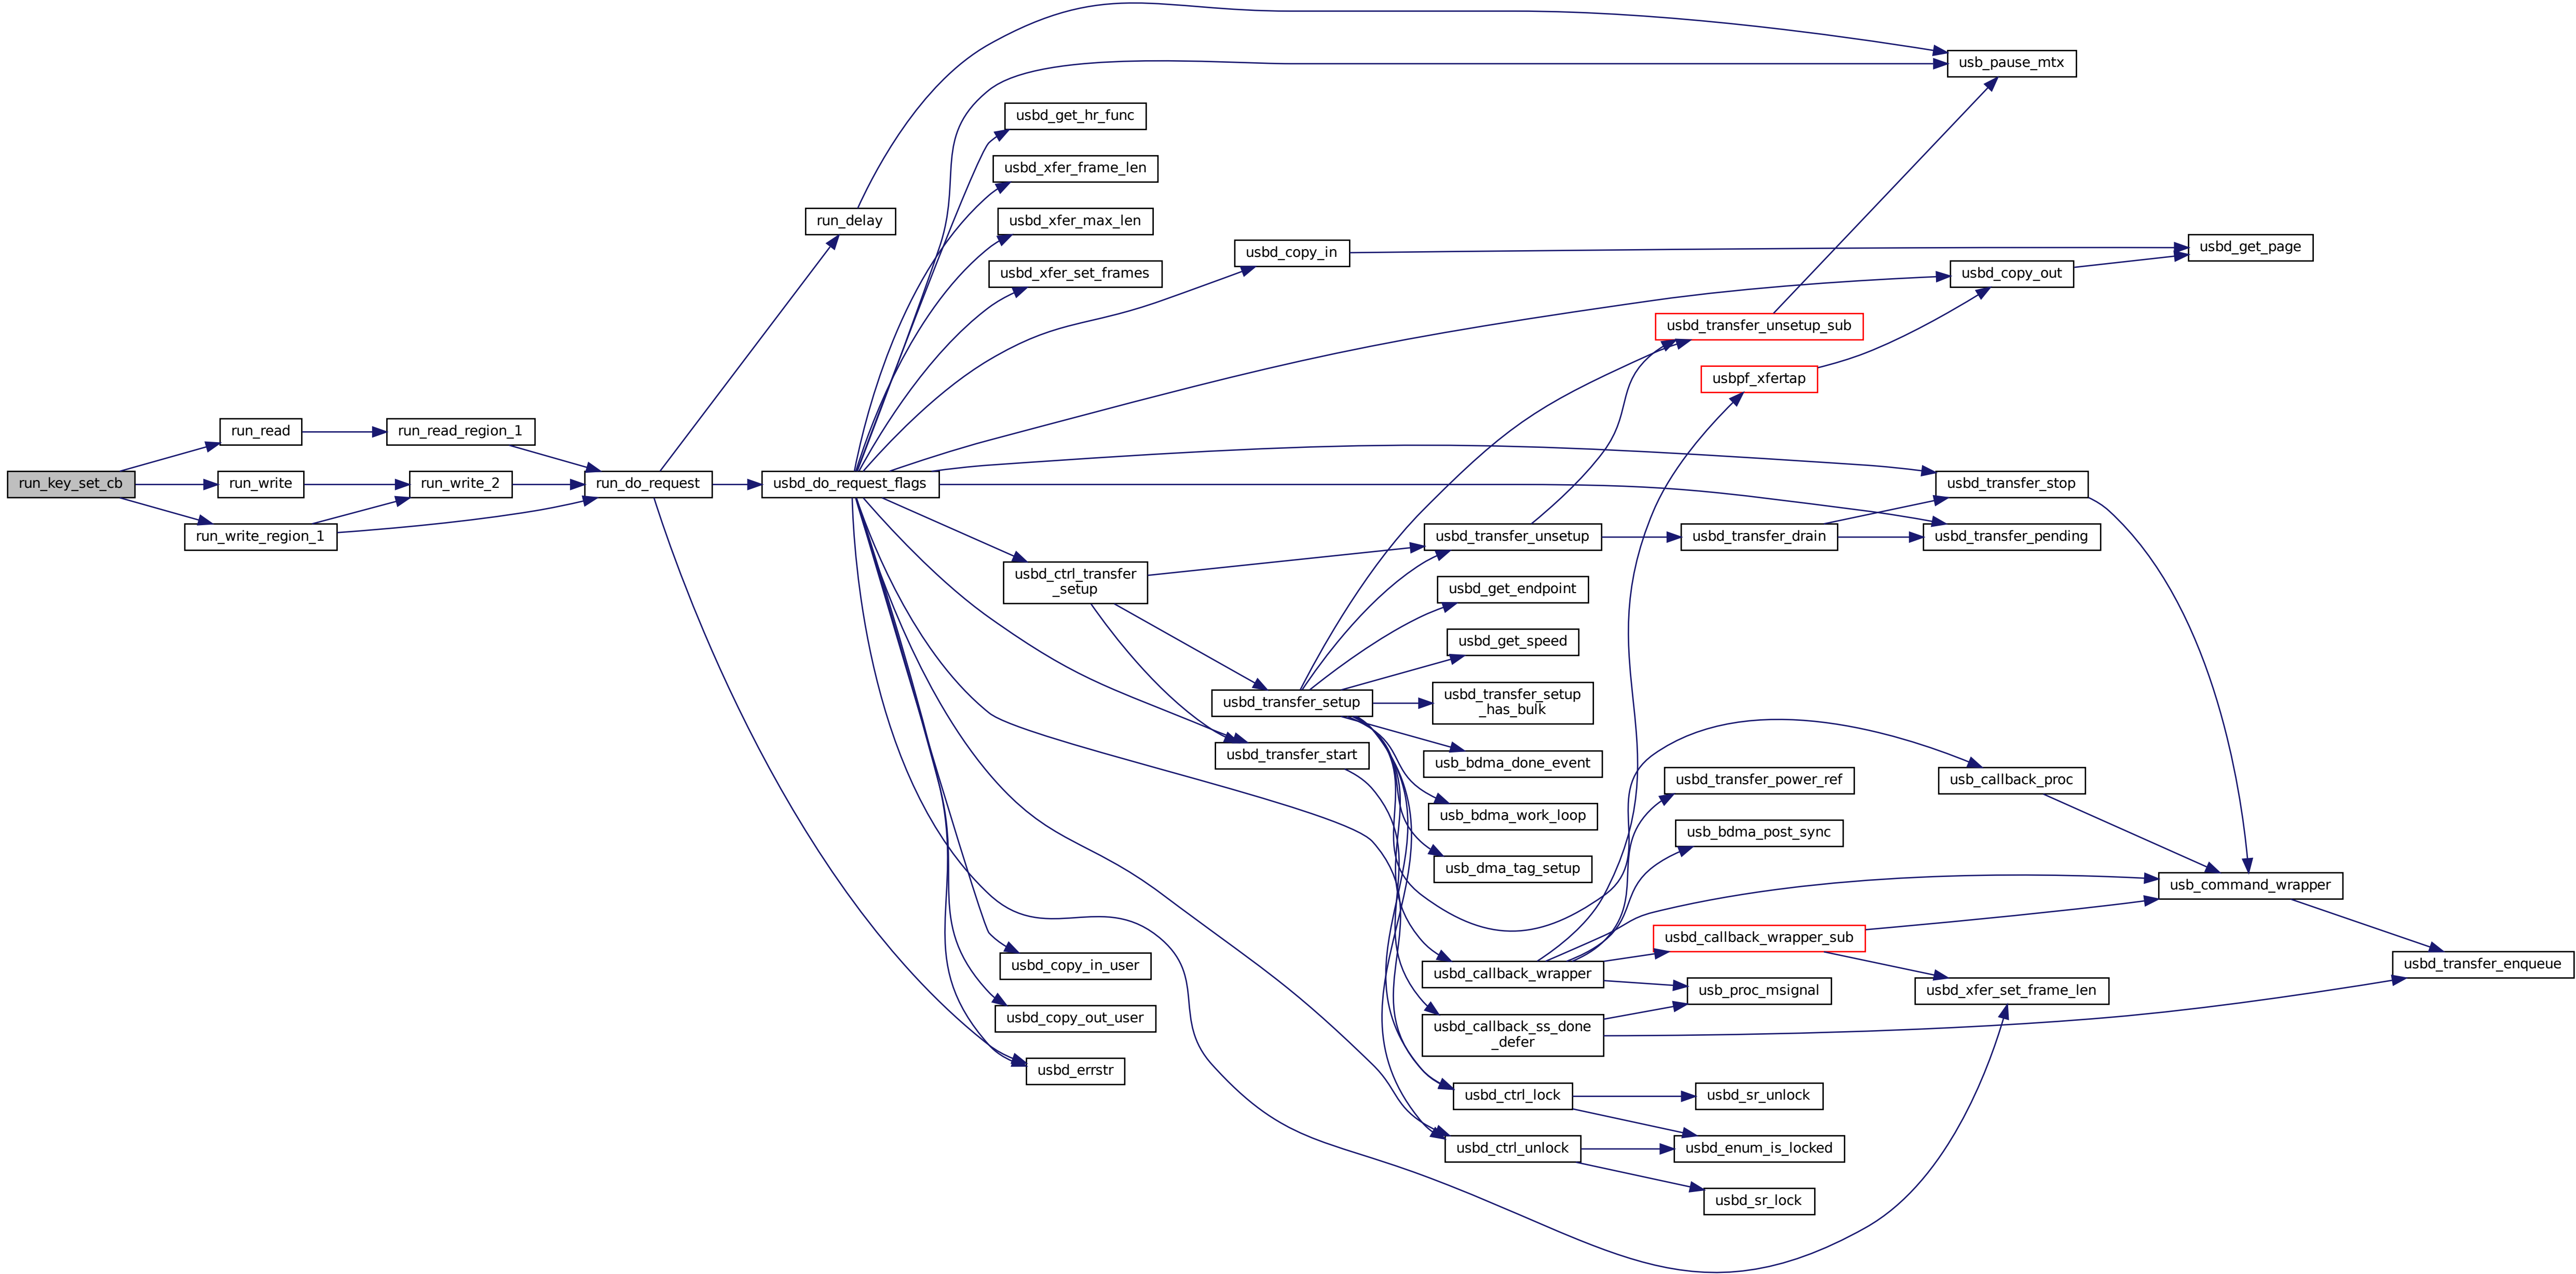 run_key_set_cb
run_read
run_write
run_write_region_1
run_read_region_1
run_write_2
run_do_request
run_delay
usbd_do_request_flags
usbd_get_hr_func
usbd_xfer_frame_len
usbd_xfer_max_len
usbd_xfer_set_frames
usbd_ctrl_transfer
_setup
usbd_copy_in_user
usbd_copy_out_user
usbd_errstr
usbd_copy_in
usbd_transfer_setup
usbd_transfer_start
usbd_transfer_unsetup
usbd_get_endpoint
usbd_get_speed
usbd_transfer_setup
_has_bulk
usb_bdma_done_event
usb_bdma_work_loop
usb_dma_tag_setup
usbd_callback_wrapper
usbd_callback_ss_done
_defer
usbd_ctrl_lock
usbd_ctrl_unlock
usbd_transfer_unsetup_sub
usbpf_xfertap
usbd_transfer_drain
usbd_transfer_power_ref
usb_bdma_post_sync
usbd_callback_wrapper_sub
usb_proc_msignal
usbd_sr_unlock
usbd_enum_is_locked
usbd_sr_lock
usb_pause_mtx
usbd_copy_out
usbd_transfer_stop
usbd_transfer_pending
usb_callback_proc
usbd_xfer_set_frame_len
usbd_get_page
usb_command_wrapper
usbd_transfer_enqueue